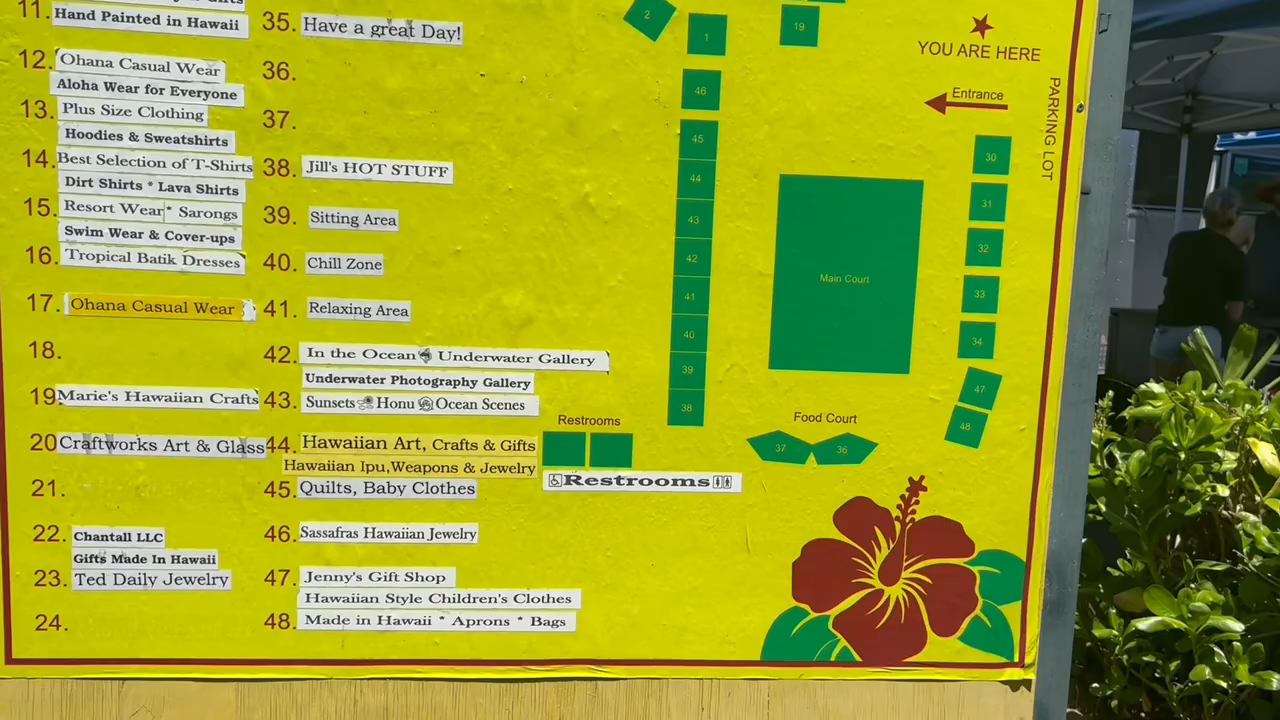 11.
Hand Painted in Hawaii
12. Ohana Casual Wear
Aloha Wear for Everyone
13. Plus Size Clothing
Hoodies & Sweatshirts
14. Best Selection of T-Shirts
Dirt Shirts * Lava Shirts
15. Resort Wear * Sarongs
Swim Wear & Cover-ups
16. Tropical Batik Dresses
17. Ohana Casual Wear
18.
19. Marie's Hawaiian Crafts
20 Craftworks Art & Glass
21.
22. Chantall LLC
Gifts Made In Hawaii
23. Ted Daily Jewelry
24.
35. Have a great Day!
36.
37.
38. Jill's HOT STUFF
39. Sitting Area
40. Chill Zone
41. Relaxing Area
42. In the Ocean Underwater Gallery
Underwater Photography Gallery
43. Sunsets Honu Ocean Scenes
44. Hawaiian Art, Crafts & Gifts
Hawaiian Ipu,Weapons & Jewelry
45. Quilts, Baby Clothes
46. Sassafras Hawaiian Jewelry
47. Jenny's Gift Shop
Hawaiian Style Children's Clothes
48. Made in Hawaii * Aprons * Bags
2
1
19
46
45
44
43
42
41
40
39
38
Main Court
YOU ARE HERE
Entrance
PARKING LOT
30
31
32
33
34
47
48
Food Court
37
36
Restrooms
Restrooms